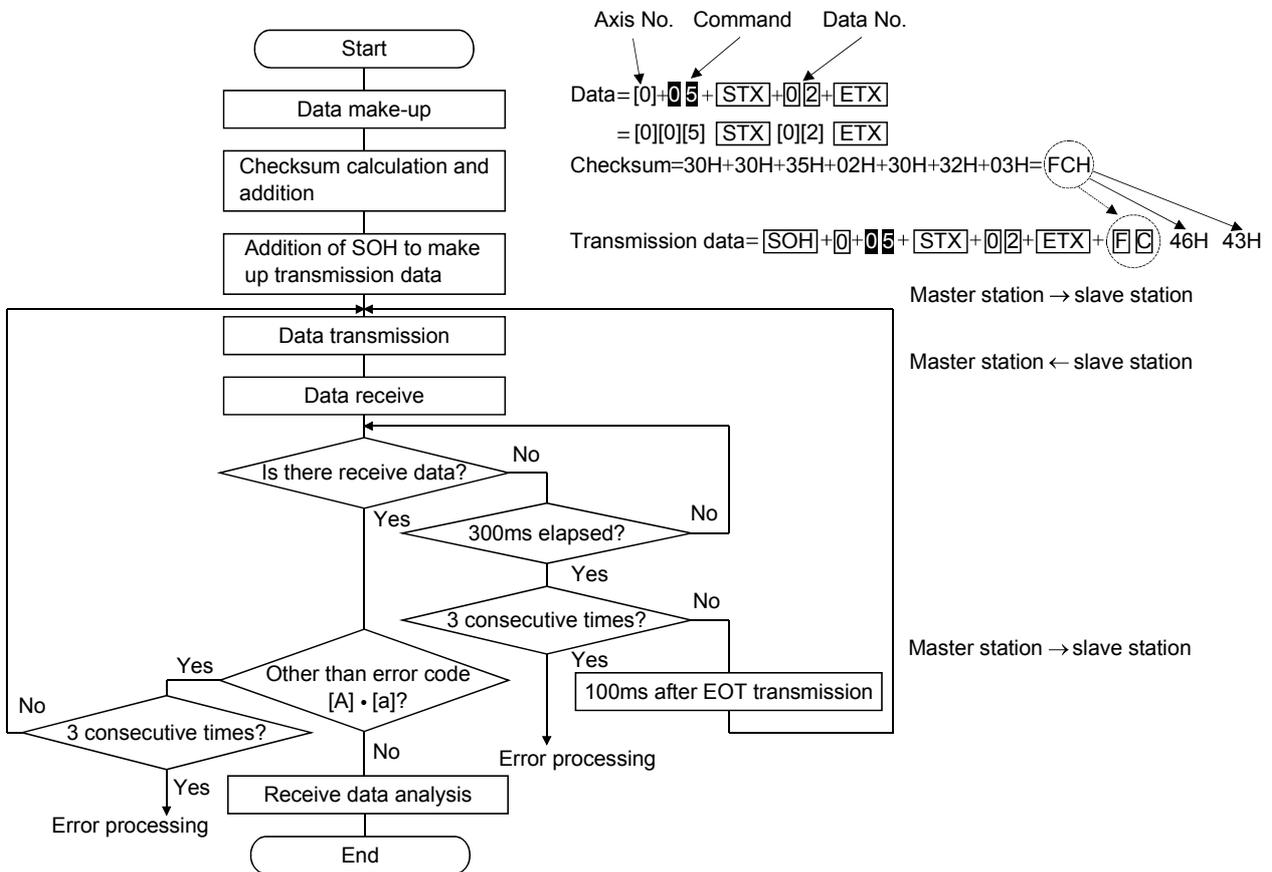 Axis No. Command Data No.
Start
Data=[0]+05+STX+02+ETX
Data make-up
=[0][0][5] STX [0][2] ETX
Checksum calculation and
addition
Checksum=30H+30H+35H+02H+30H+32H+03H=FCH
Addition of SOH to make
up transmission data
Transmission data=SOH+0+05+STX+02+ETX+FC 46H 43H
Master station → slave station
Data transmission
Master station ← slave station
Data receive
Is there receive data?
No
Yes
300ms elapsed?
No
Yes
3 consecutive times?
No
Yes
Master station → slave station
100ms after EOT transmission
Error processing
Other than error code
[A] • [a]?
Yes
No
3 consecutive times?
No
Yes
Error processing
Receive data analysis
End